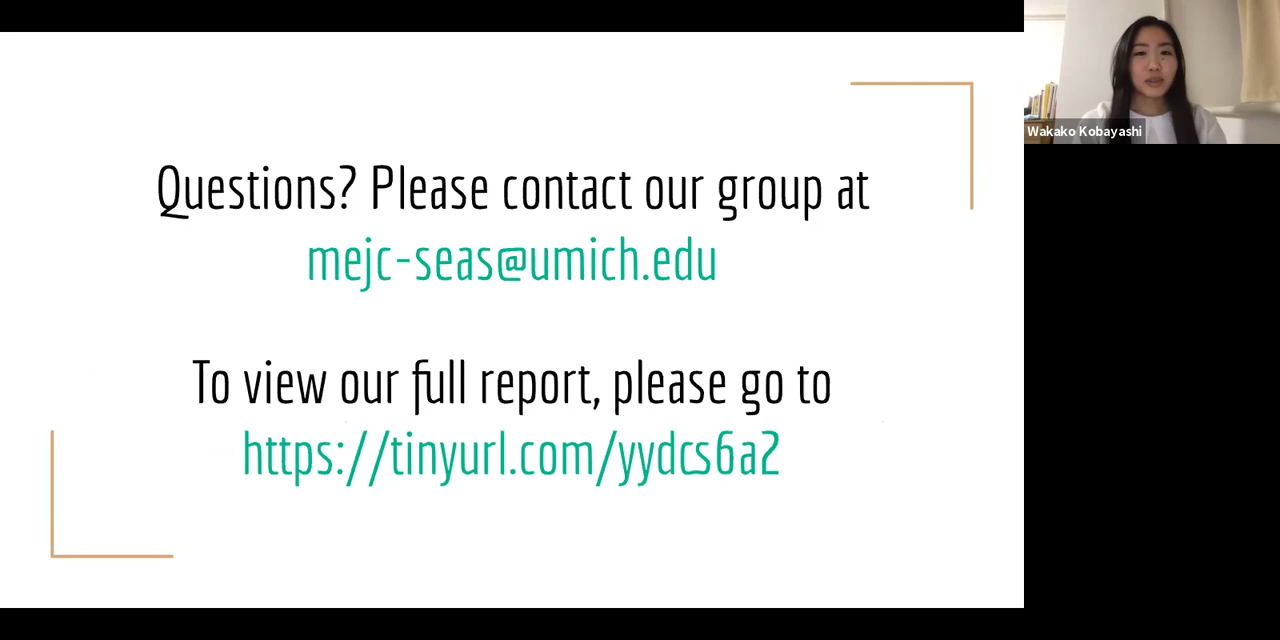 Questions? Please contact our group at
mejc-seas@umich.edu
To view our full report, please go to
https://tinyurl.com/yydcs6a2
Wakako Kobayashi